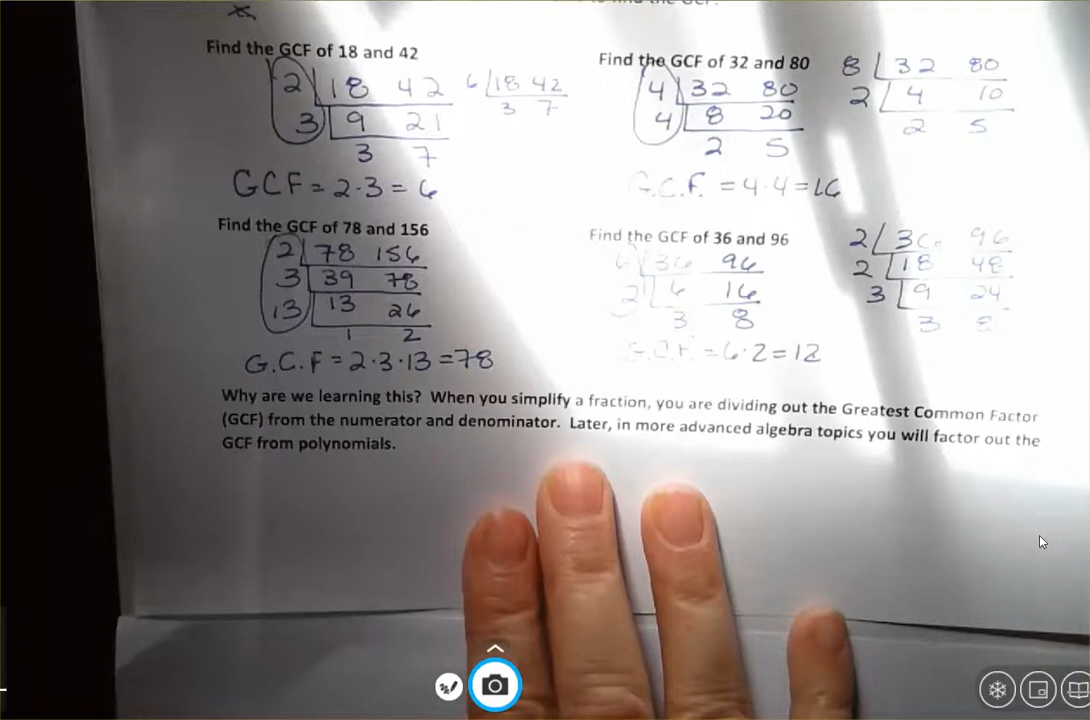 Find the GCF of 18 and 42
2 18 42
3 9 21
3 7
6 18 42
3 7
GCF = 2·3 = 6
Find the GCF of 32 and 80
4 32 80
4 8 20
2 5
8 32 80
2 4 10
2 5
G.C.F. = 4·4 = 16
Find the GCF of 78 and 156
2 78 156
3 39 78
13 13 26
1 2
G.C.F = 2·3·13 = 78
Find the GCF of 36 and 96
6 36 96
2 6 16
3 8
2 36 96
2 18 48
3 9 24
3 8
G.C.F. = 6·2 = 12
Why are we learning this? When you simplify a fraction, you are dividing out the Greatest Common Factor
(GCF) from the numerator and denominator. Later, in more advanced algebra topics you will factor out the
GCF from polynomials.